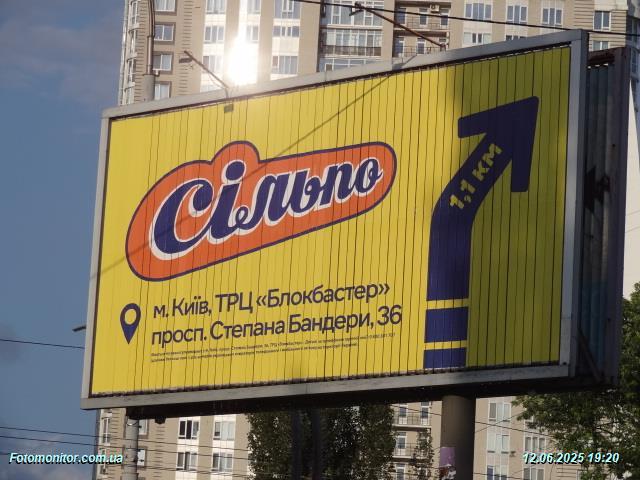 Сільпо
1,1 км
м. Київ, ТРЦ «Блокбастер»
просп. Степана Бандери, 36
Fotomonitor.com.ua
12.06.2025 19:20